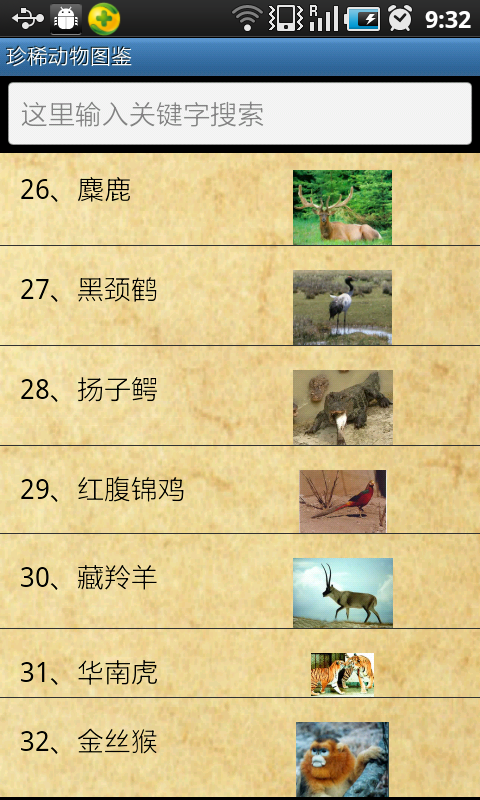 R
9:32
珍稀动物图鉴
这里输入关键字搜索
26、麋鹿
27、黑颈鹤
28、扬子鳄
29、红腹锦鸡
30、藏羚羊
31、华南虎
32、金丝猴